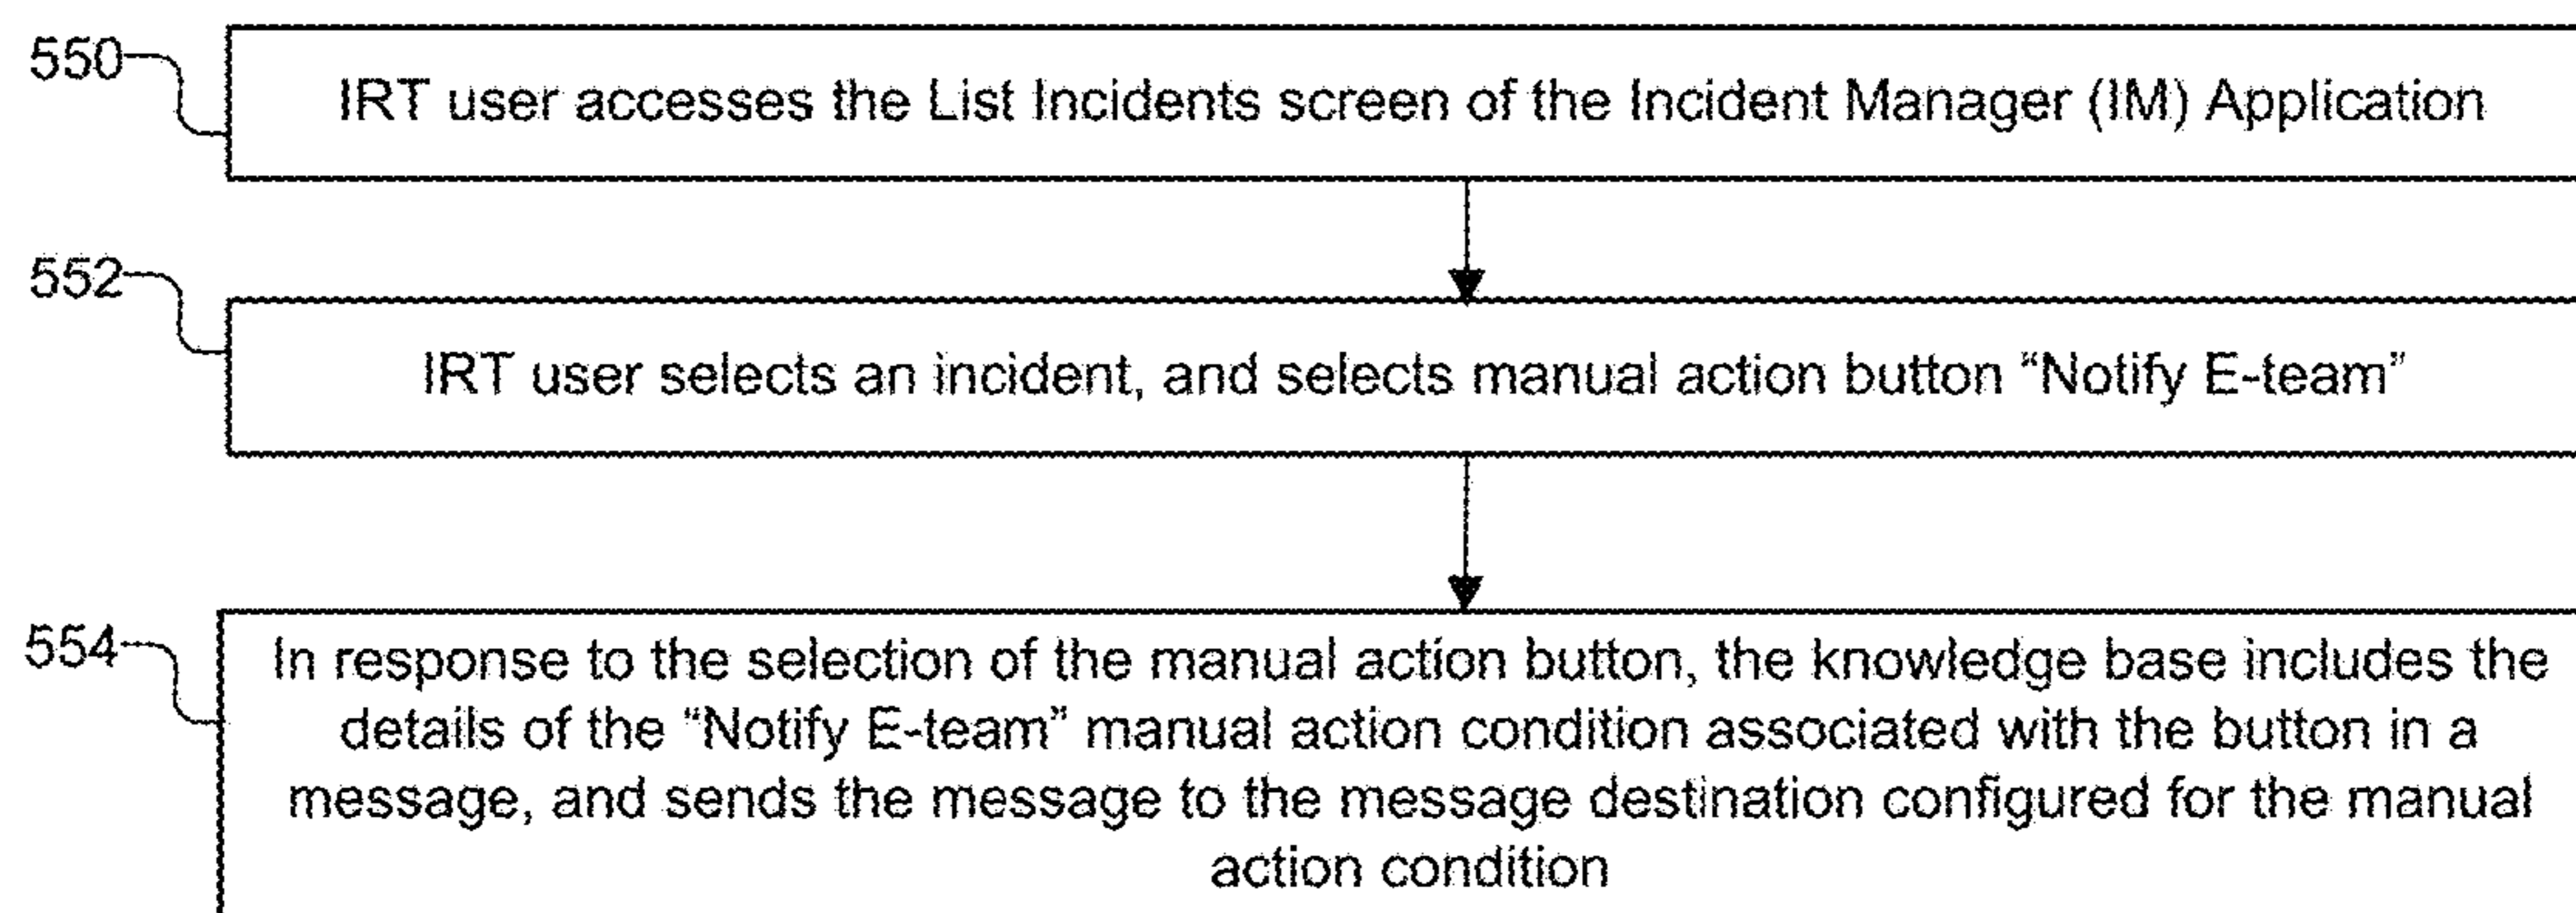 550
IRT user accesses the List Incidents screen of the Incident Manager (IM) Application
552
IRT user selects an incident, and selects manual action button “Notify E-team”
554
In response to the selection of the manual action button, the knowledge base includes the
details of the “Notify E-team” manual action condition associated with the button in a
message, and sends the message to the message destination configured for the manual
action condition